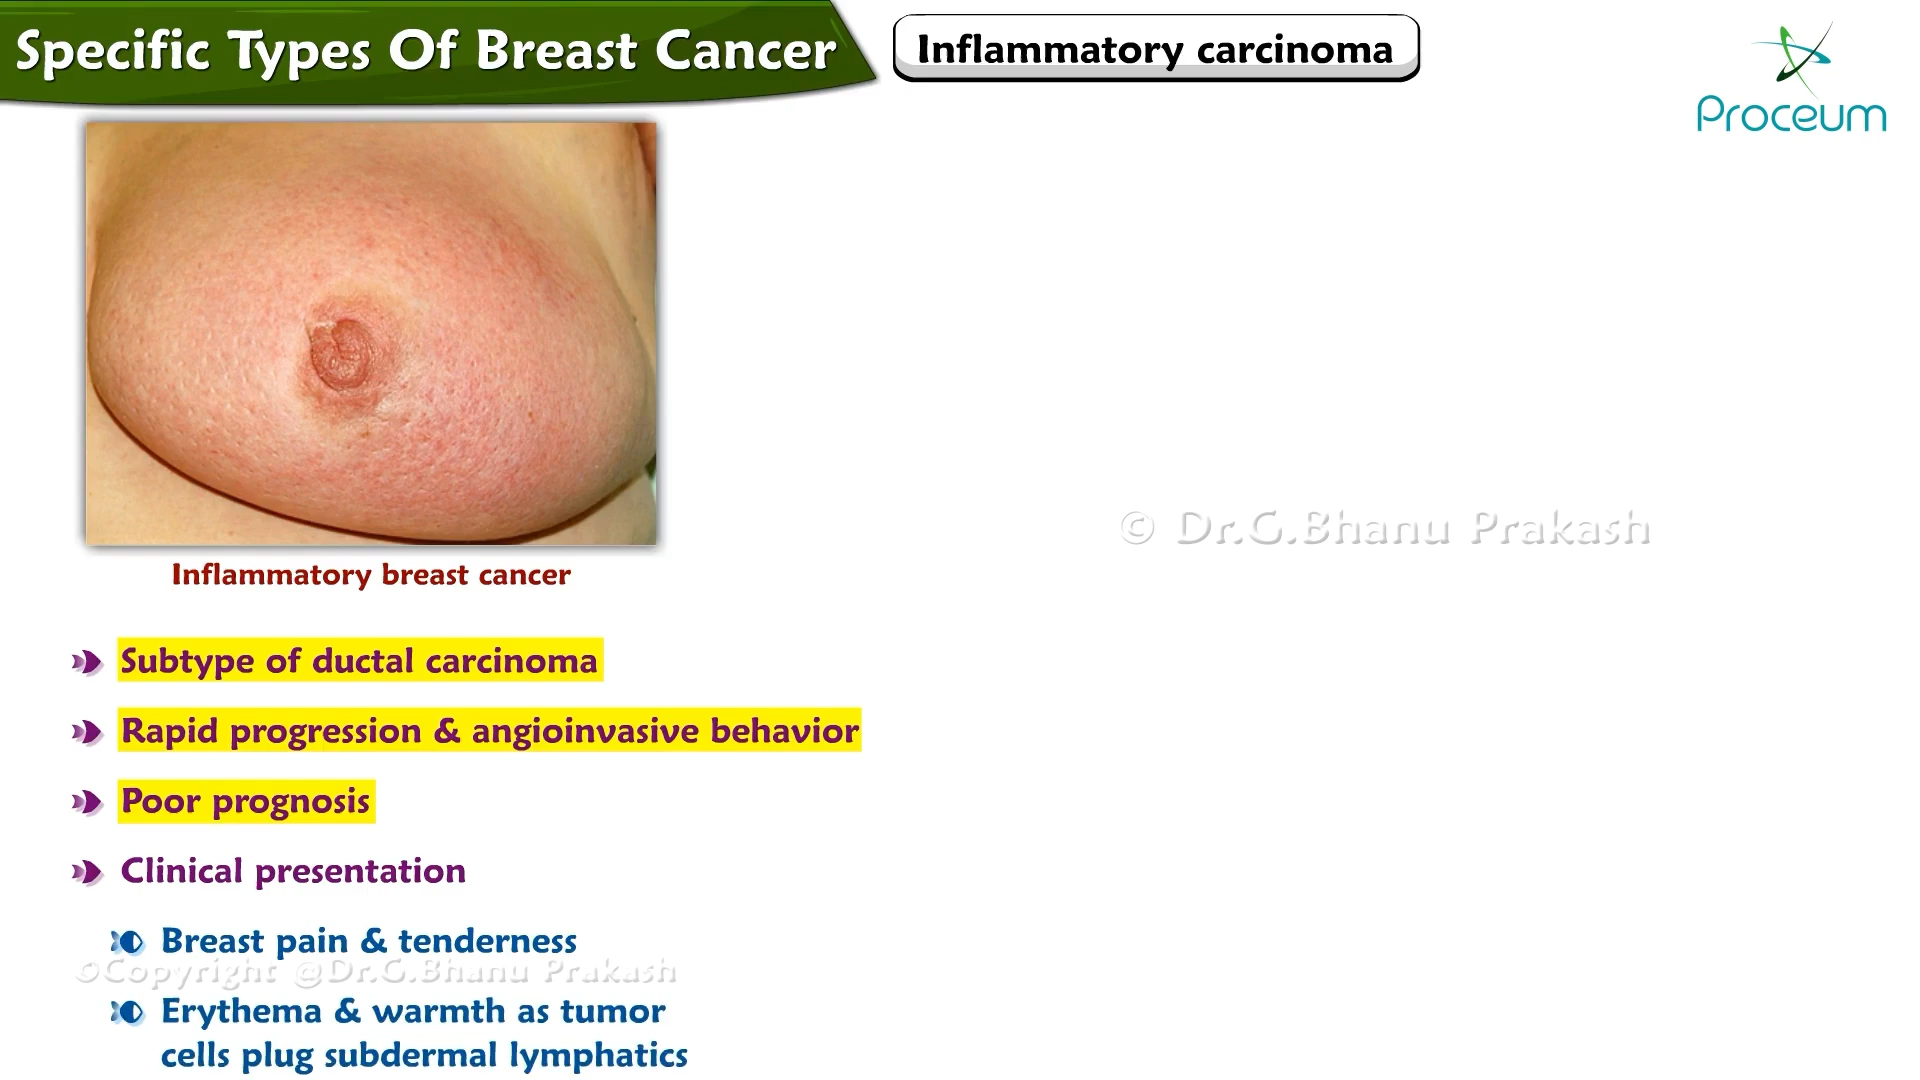 Specific Types Of Breast Cancer
Inflammatory carcinoma
Proceum
Inflammatory breast cancer
Subtype of ductal carcinoma
Rapid progression & angioinvasive behavior
Poor prognosis
Clinical presentation
Breast pain & tenderness
Erythema & warmth as tumor
cells plug subdermal lymphatics
© Dr.G.Bhanu Prakash
©Copyright @Dr.G.Bhanu Prakash